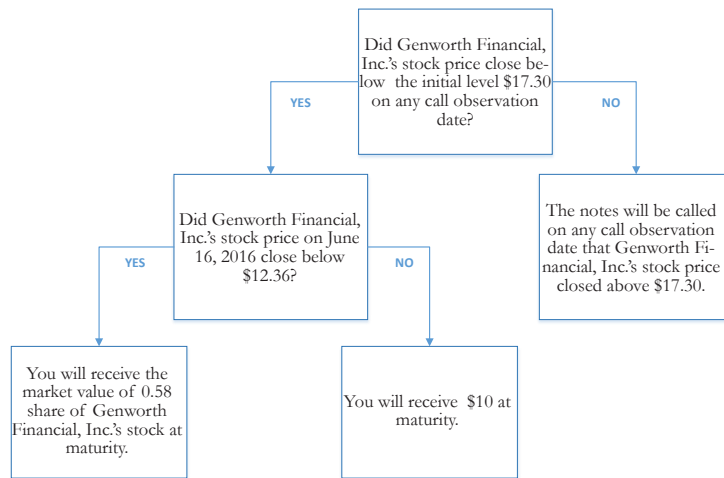 Did Genworth Financial,
Inc.'s stock price close be-
low the initial level $17.30
on any call observation
date?
YES
NO
Did Genworth Financial,
Inc.'s stock price on June
16, 2016 close below
$12.36?
The notes will be called
on any call observation
date that Genworth Fi-
nancial, Inc.'s stock price
closed above $17.30.
YES
NO
You will receive the
market value of 0.58
share of Genworth
Financial, Inc.'s stock at
maturity.
You will receive $10 at
maturity.